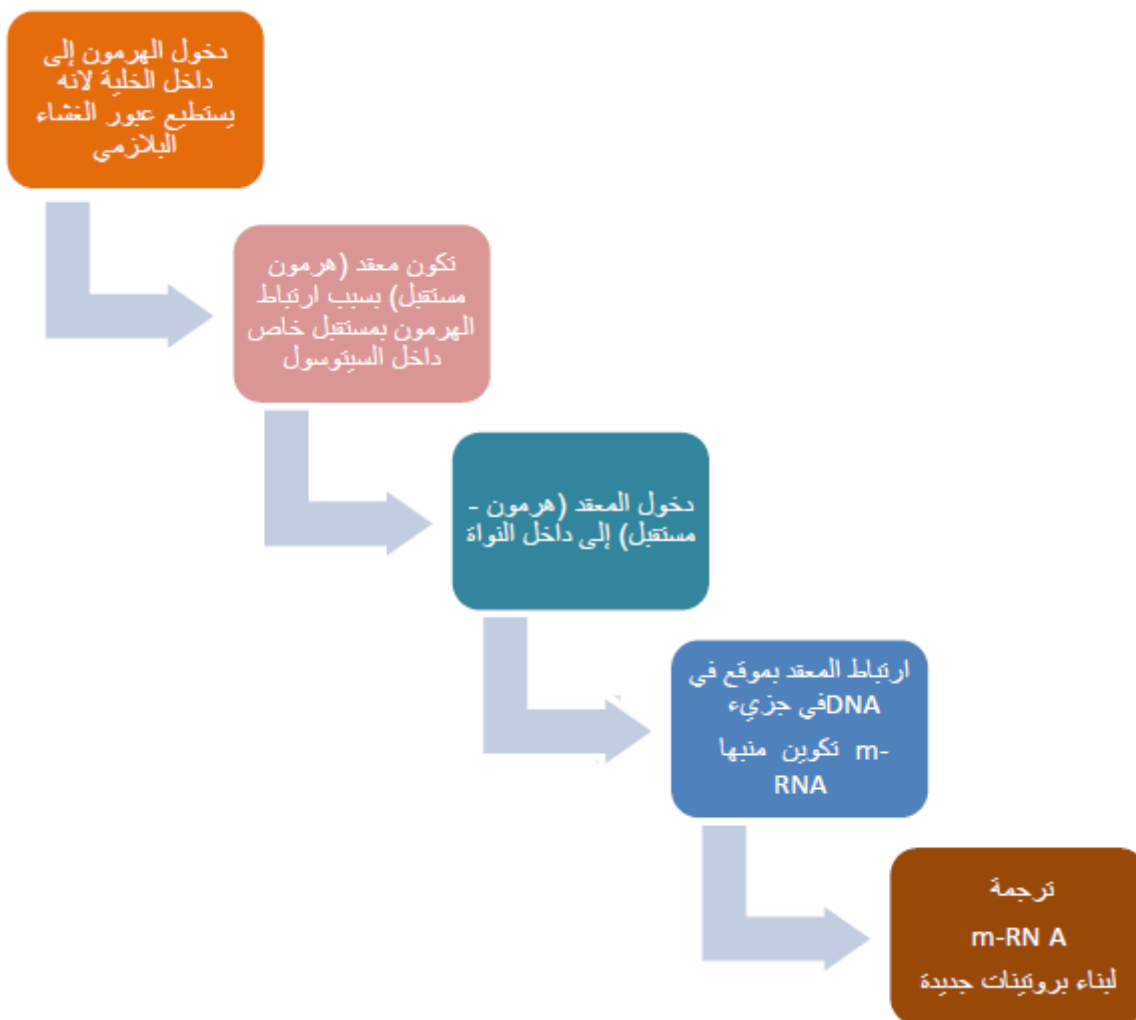 دخول الهرمون إلى
داخل الخلية لانه
يستطيع عبور الغشاء
البلازمي
تكون معقد (هرمون
مستقبل) بسبب ارتباط
الهرمون بمستقبل خاص
داخل السيتوسول
دخول المعقد (هرمون -
مستقبل) إلى داخل النواة
ارتباط المعقد بموقع في
DNAفي جزيء
m- تكوين منبها
RNA
ترجمة
m-RN A
لبناء بروتينات جديدة